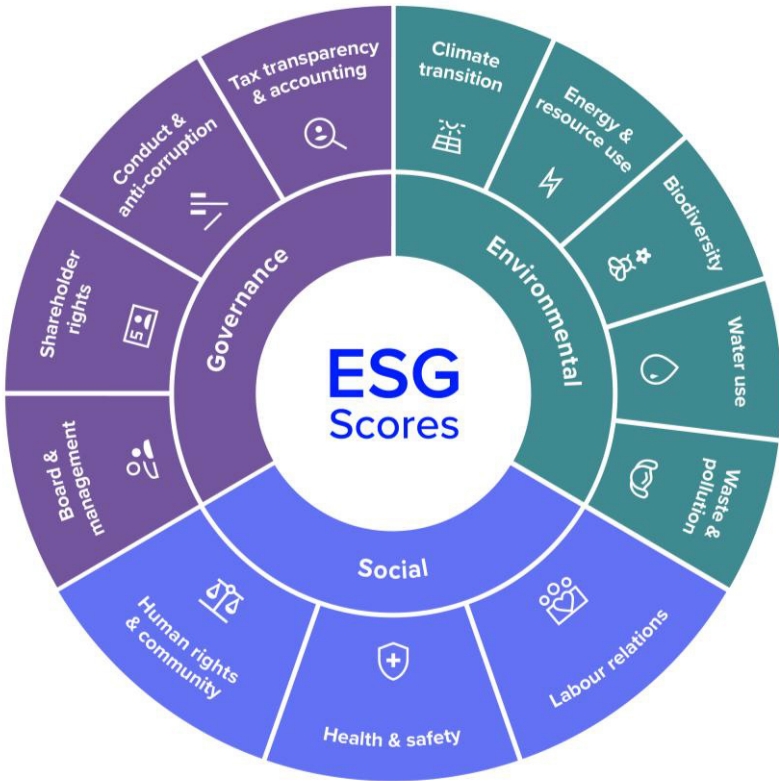 ESG
Scores
Environmental
Climate
transition
Energy &
resource use
Biodiversity
Water use
Waste &
pollution
Social
Labour relations
Health & safety
Human rights
& community
Governance
Board &
management
Shareholder
rights
Conduct &
anti-corruption
Tax transparency
& accounting